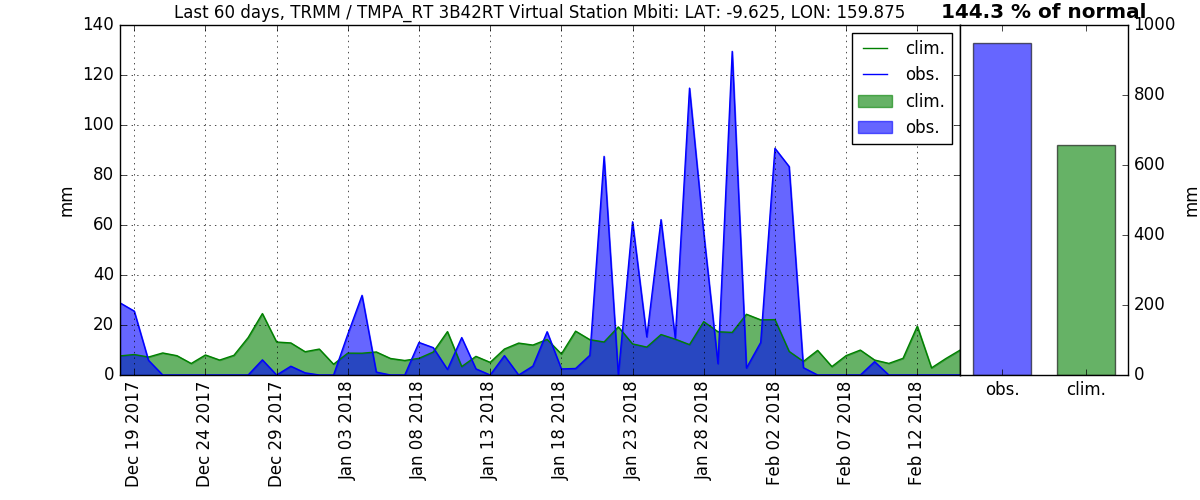 Last 60 days, TRMM / TMPA_RT 3B42RT Virtual Station Mbiti: LAT: -9.625, LON: 159.875
144.3 % of normal
140
120
100
80
60
40
20
0
mm
clim.
obs.
clim.
obs.
1000
800
600
400
200
0
mm
Dec 19 2017
Dec 24 2017
Dec 29 2017
Jan 03 2018
Jan 08 2018
Jan 13 2018
Jan 18 2018
Jan 23 2018
Jan 28 2018
Feb 02 2018
Feb 07 2018
Feb 12 2018
obs.
clim.